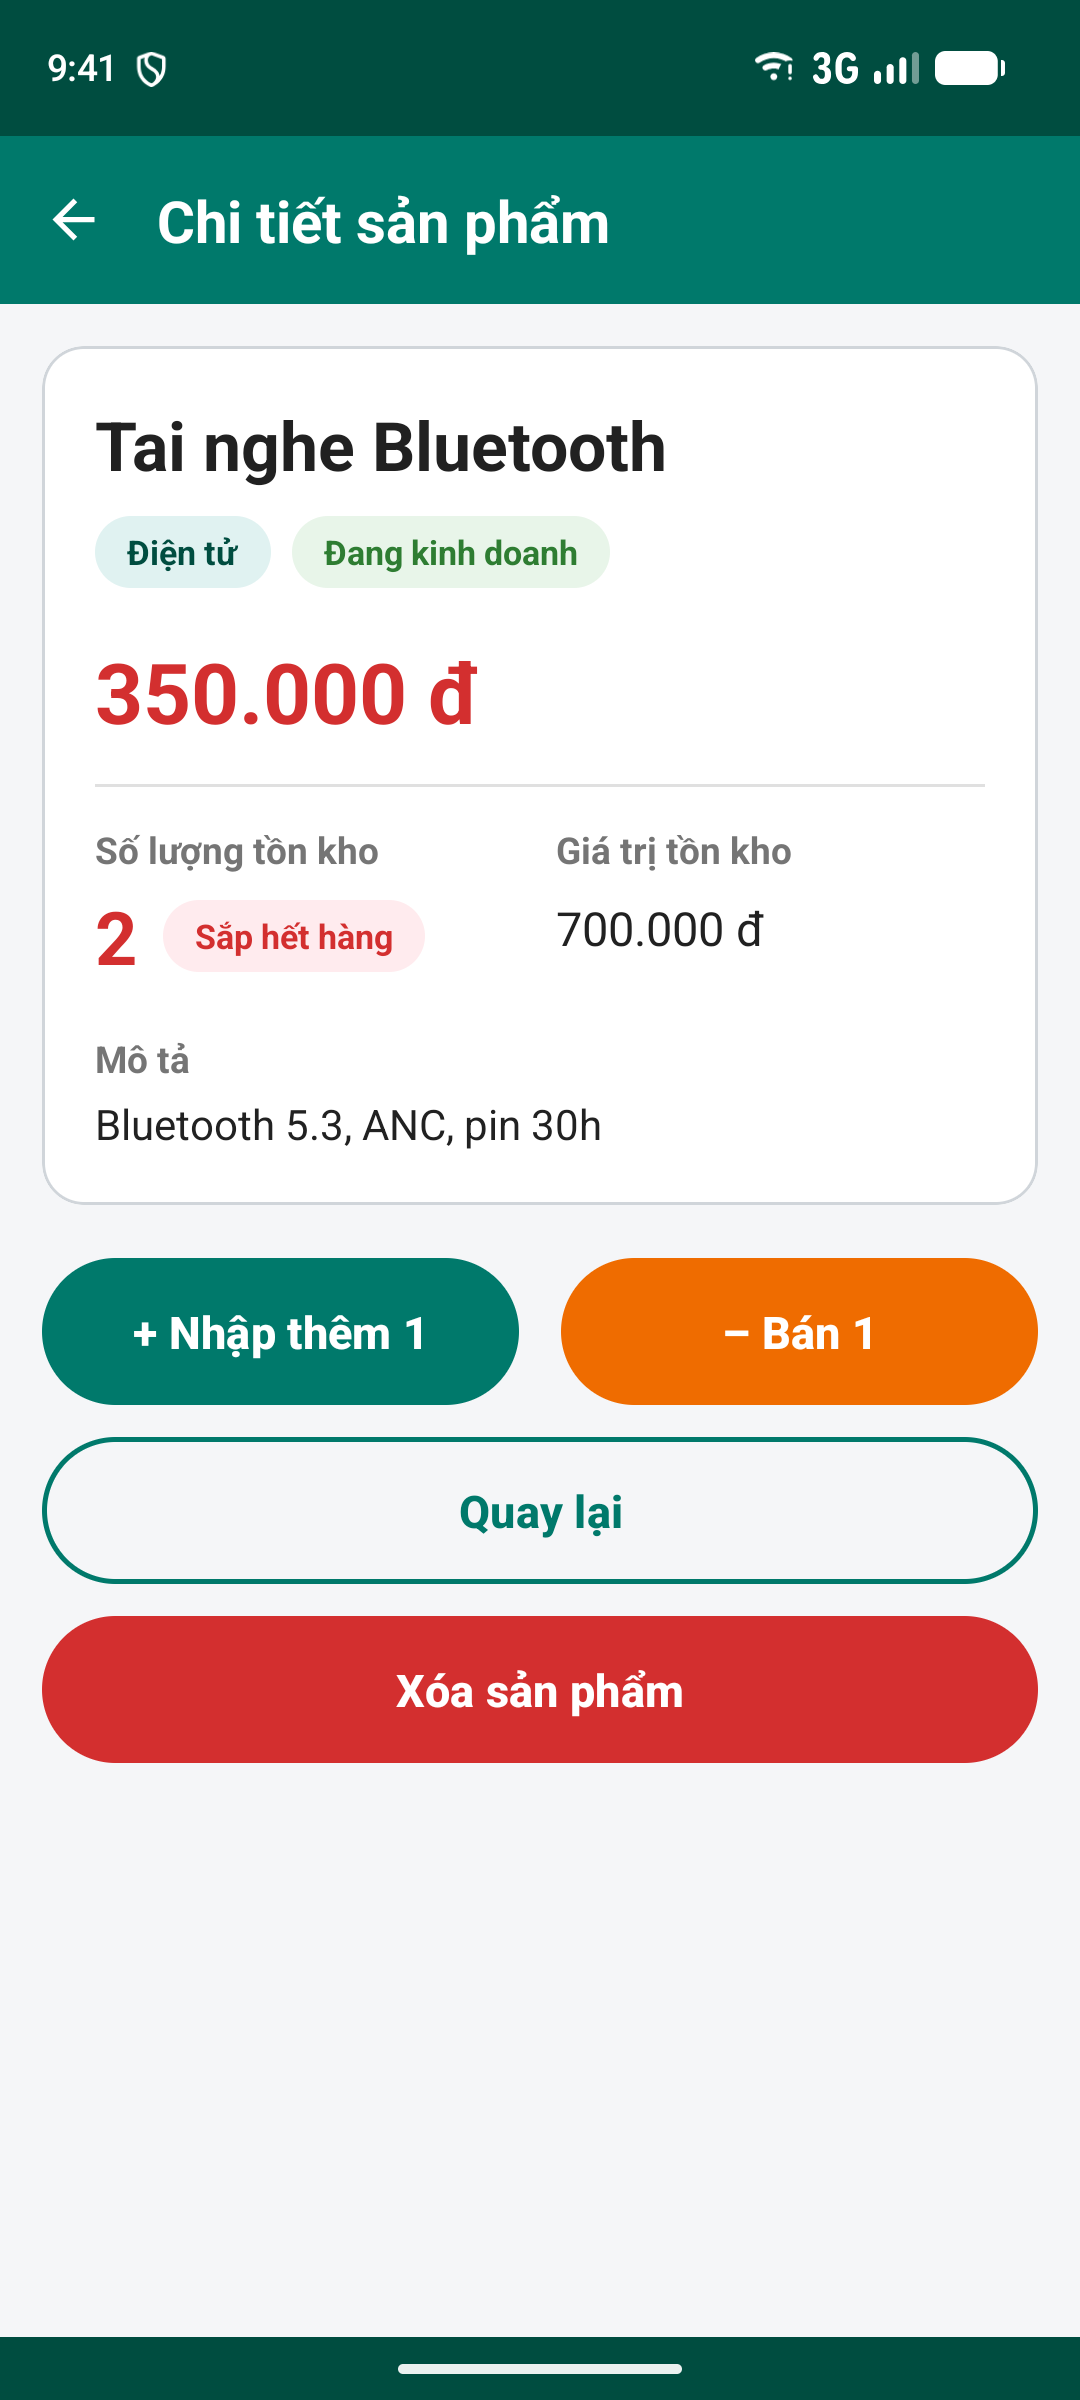 9:41 3G
Chi tiết sản phẩm
Tai nghe Bluetooth
Điện tử Đang kinh doanh
350.000 đ
Số lượng tồn kho Giá trị tồn kho
2 Sắp hết hàng 700.000 đ
Mô tả
Bluetooth 5.3, ANC, pin 30h
+ Nhập thêm 1 – Bán 1
Quay lại
Xóa sản phẩm